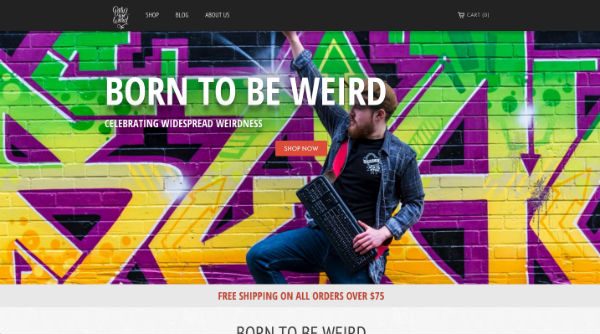 SHOP BLOG ABOUT US CART (0)
BORN TO BE WEIRD
CELEBRATING WIDESPREAD WEIRDNESS
SHOP NOW
FREE SHIPPING ON ALL ORDERS OVER $75
BORN TO BE WEIRD